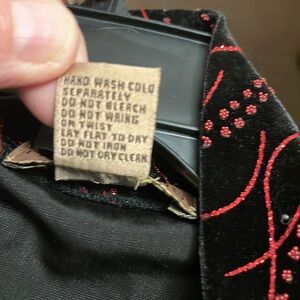 HAND WASH COLD
SEPARATELY
DO NOT BLEACH
DO NOT WRING
OR TWIST
LAY FLAT TO DRY
DO NOT IRON
DO NOT DRY CLEAN